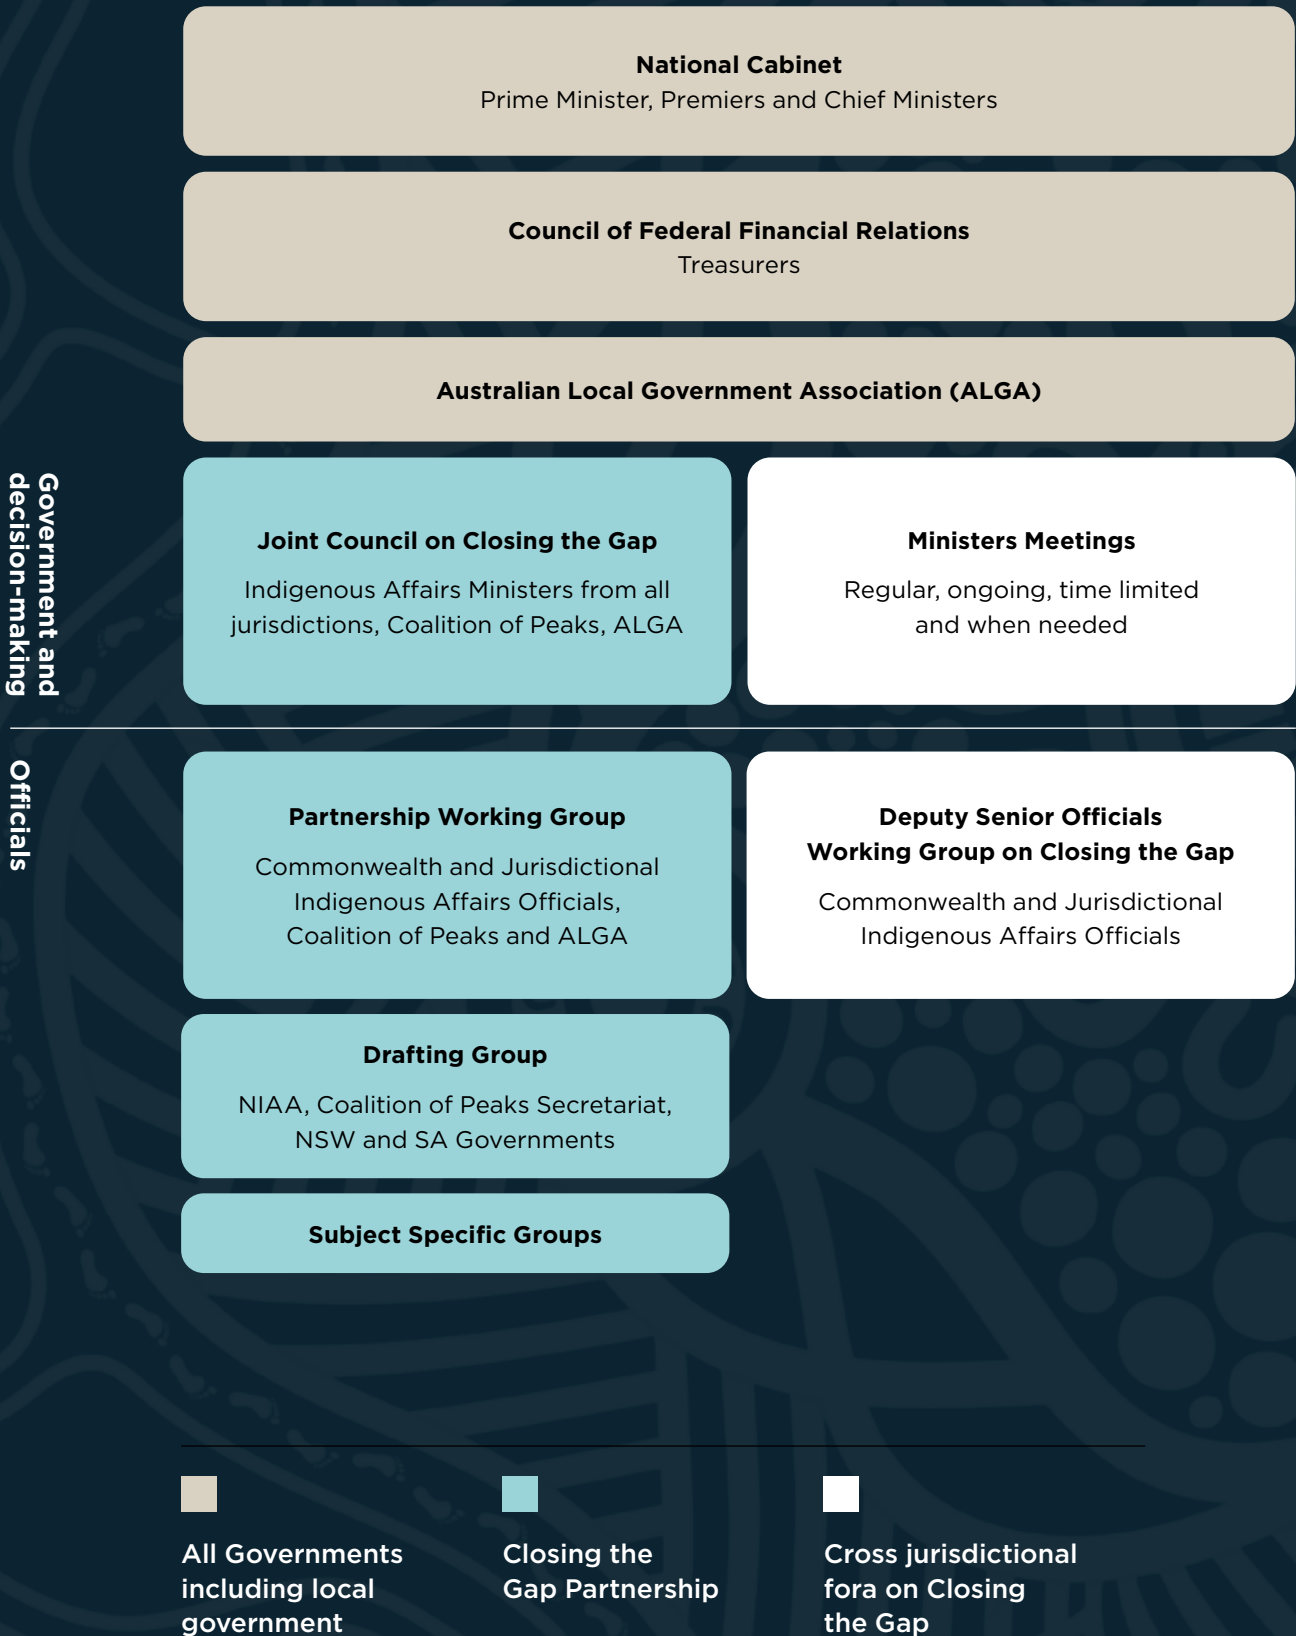 National Cabinet
Prime Minister, Premiers and Chief Ministers
Council of Federal Financial Relations
Treasurers
Australian Local Government Association (ALGA)
Government and
decision-making
Joint Council on Closing the Gap
Indigenous Affairs Ministers from all
jurisdictions, Coalition of Peaks, ALGA
Ministers Meetings
Regular, ongoing, time limited
and when needed
Officials
Partnership Working Group
Commonwealth and Jurisdictional
Indigenous Affairs Officials,
Coalition of Peaks and ALGA
Deputy Senior Officials
Working Group on Closing the Gap
Commonwealth and Jurisdictional
Indigenous Affairs Officials
Drafting Group
NIAA, Coalition of Peaks Secretariat,
NSW and SA Governments
Subject Specific Groups
All Governments
including local
government
Closing the
Gap Partnership
Cross jurisdictional
fora on Closing
the Gap